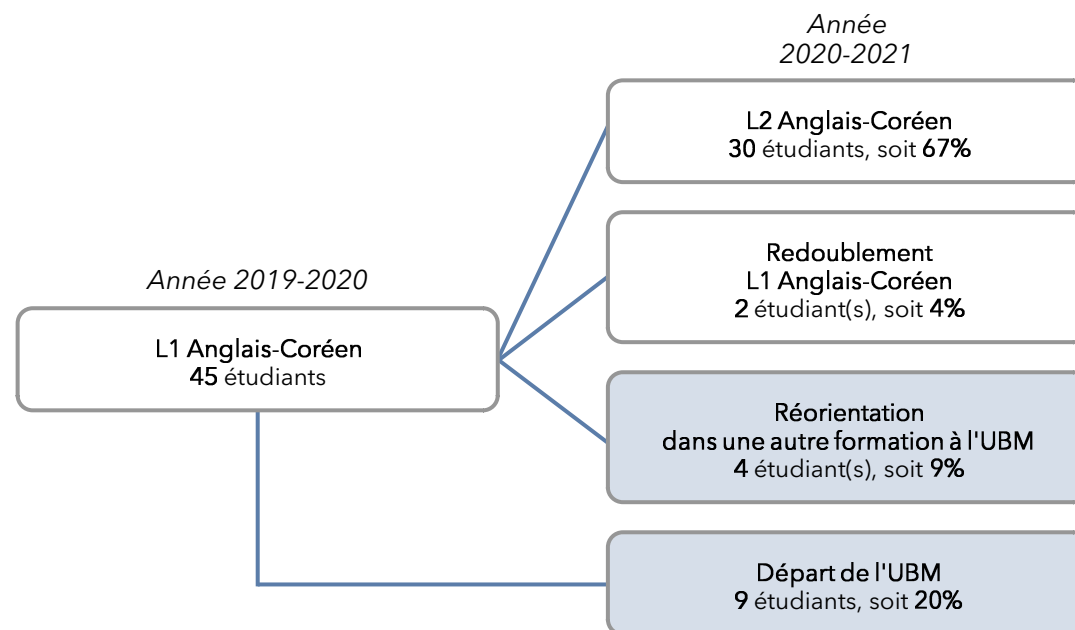 Année
2020-2021
L2 Anglais-Coréen
30 étudiants, soit 67%
Redoublement
L1 Anglais-Coréen
2 étudiant(s), soit 4%
Année 2019-2020
L1 Anglais-Coréen
45 étudiants
Réorientation
dans une autre formation à l'UBM
4 étudiant(s), soit 9%
Départ de l'UBM
9 étudiants, soit 20%